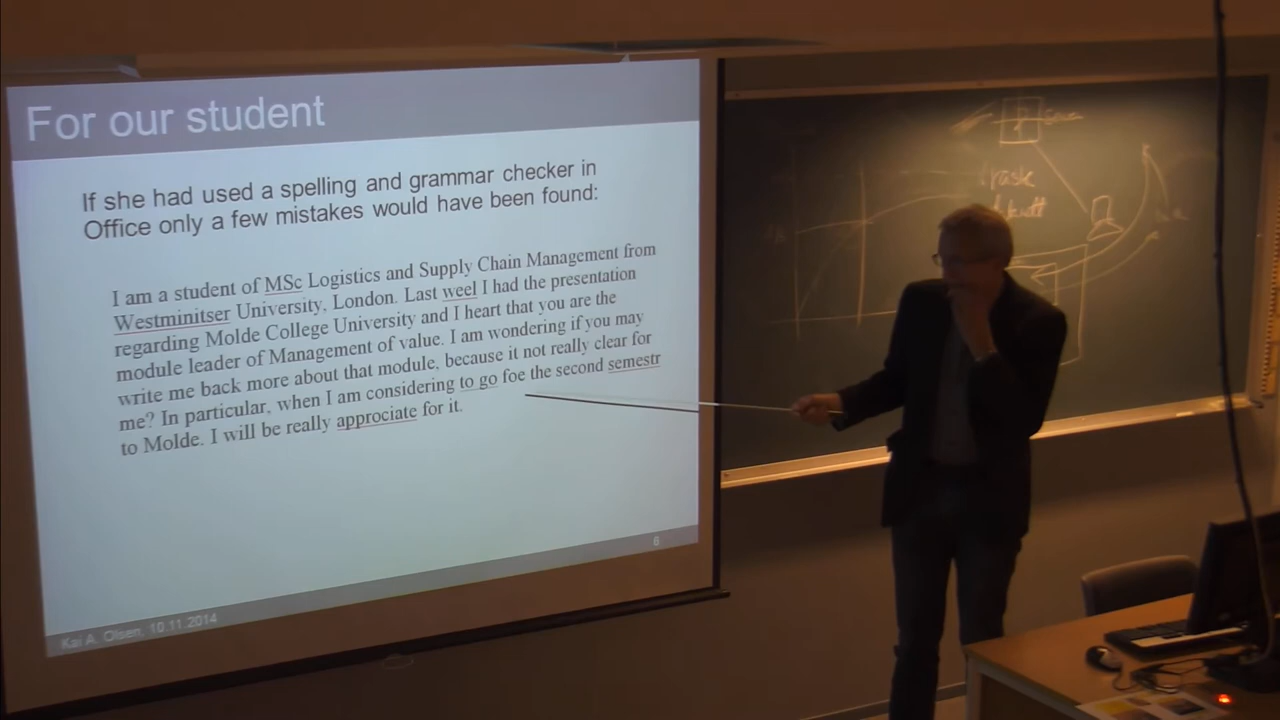 For our student
If she had used a spelling and grammar checker in
Office only a few mistakes would have been found:
I am a student of MSc Logistics and Supply Chain Management from
Westminitser University, London. Last weel I had the presentation
regarding Molde College University and I heart that you are the
module leader of Management of value. I am wondering if you may
write me back more about that module, because it not really clear for
me? In particular, when I am considering to go foe the second semestr
to Molde. I will be really approciate for it.
6
Kai A. Olsen, 10.11.2014